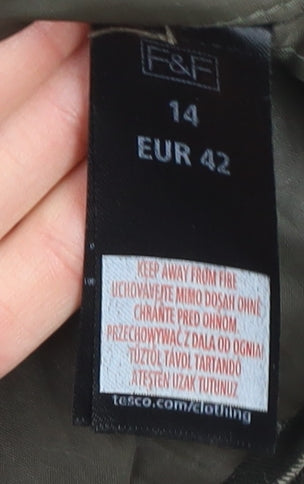 F&F
14
EUR 42
KEEP AWAY FROM FIRE
UCHOVÁVEJTE MIMO DOSAH OHNĚ
CHRÁŇTE PRED OHŇOM.
PRZECHOWYWAĆ Z DALA OD OGNIA
TŰZTŐL TÁVOL TARTANDÓ
ATEŞTEN UZAK TUTUNUZ
tesco.com/clothing